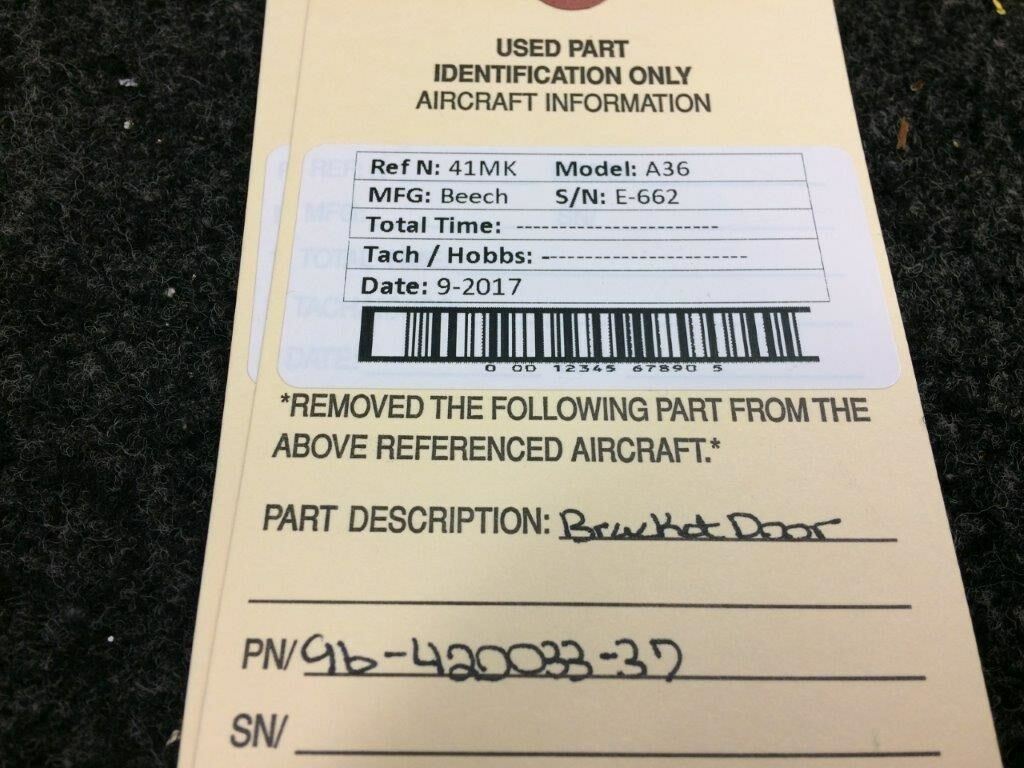 USED PART
IDENTIFICATION ONLY
AIRCRAFT INFORMATION
Ref N: 41MK Model: A36
MFG: Beech S/N: E-662
Total Time: ------------------------
Tach / Hobbs: ------------------------
Date: 9-2017
0 00 12345 67890 5
*REMOVED THE FOLLOWING PART FROM THE
ABOVE REFERENCED AIRCRAFT.*
PART DESCRIPTION: Bracket Door
PN/ 96-420033-37
SN/